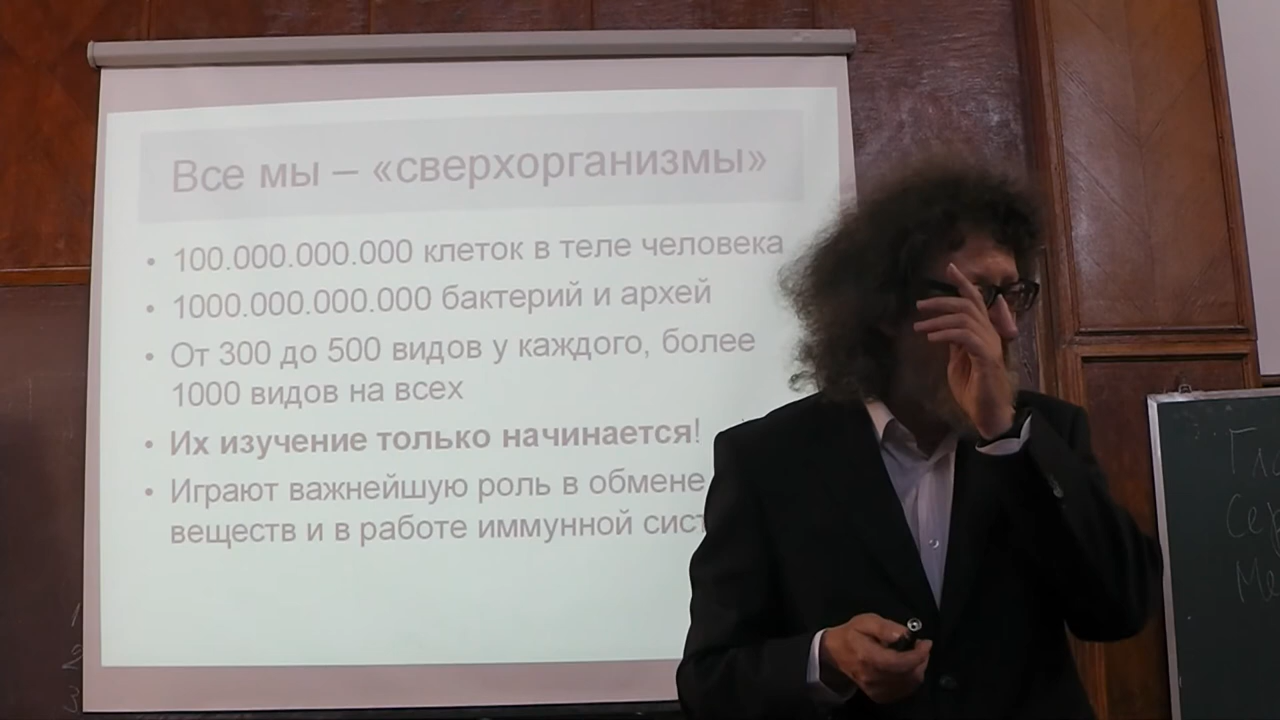 Все мы – «сверхорганизмы»
• 100.000.000.000 клеток в теле человека
• 1000.000.000.000 бактерий и архей
• От 300 до 500 видов у каждого, более
1000 видов на всех
• Их изучение только начинается!
• Играют важнейшую роль в обмене
веществ и в работе иммунной сист